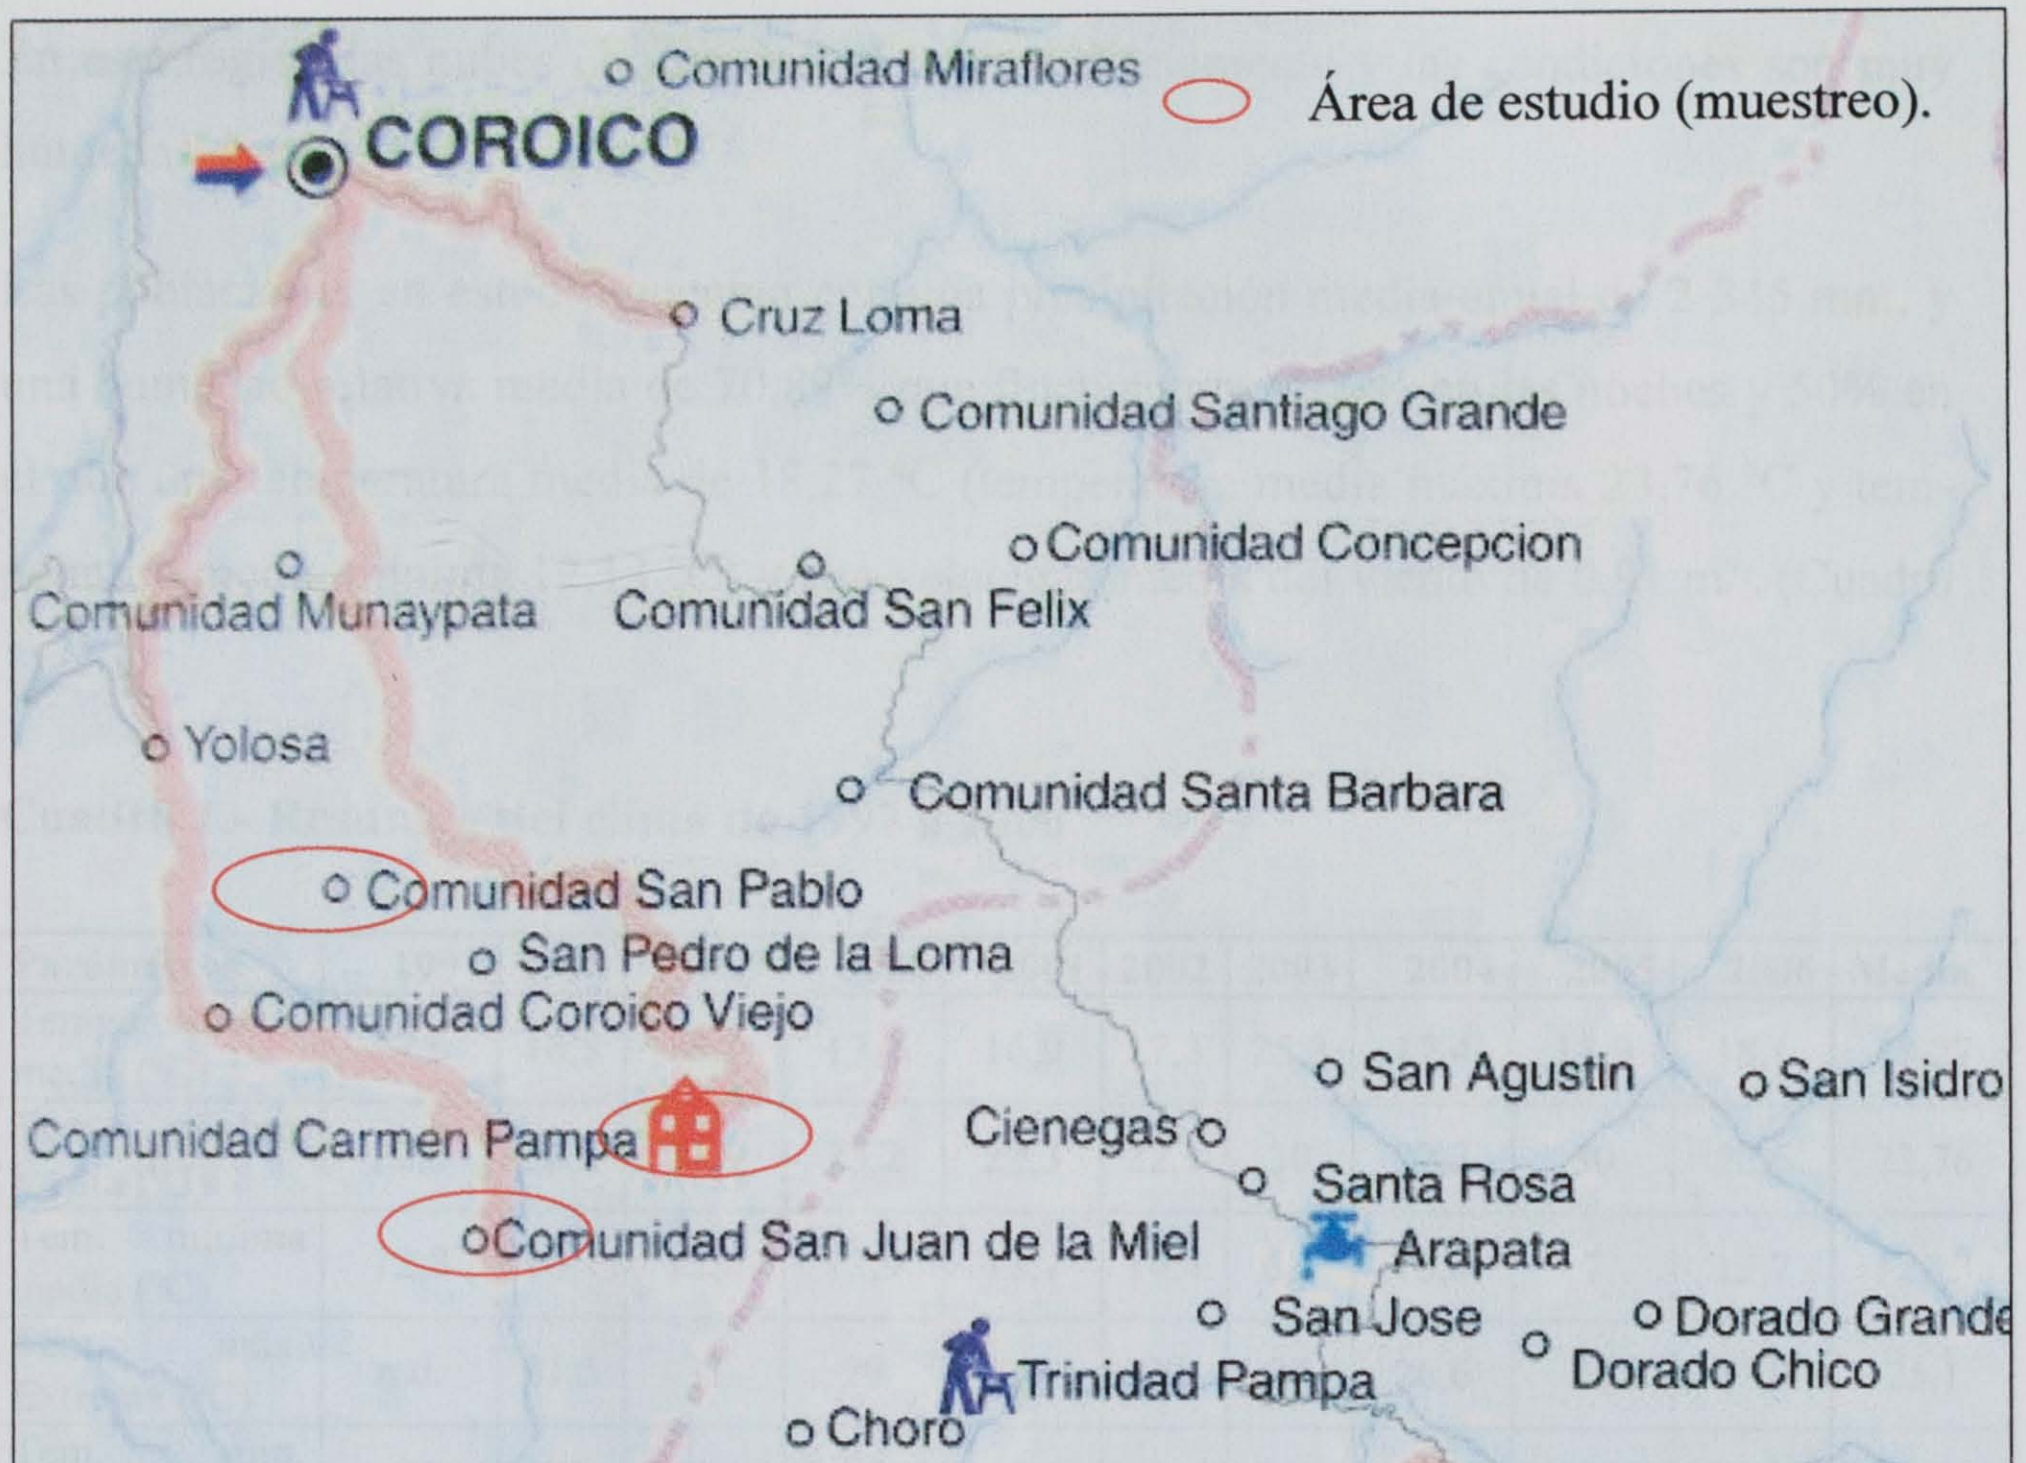 Comunidad Miraflores
Área de estudio (muestreo).
COROICO
Cruz Loma
Comunidad Santiago Grande
Comunidad Concepcion
Comunidad Munaypata
Comunidad San Felix
Yolosa
Comunidad Santa Barbara
Comunidad San Pablo
San Pedro de la Loma
Comunidad Coroico Viejo
San Agustin
San Isidro
Cienegas
Comunidad Carmen Pampa
Santa Rosa
Comunidad San Juan de la Miel
Arapata
San Jose
Dorado Grande
Dorado Chico
Trinidad Pampa
Choro